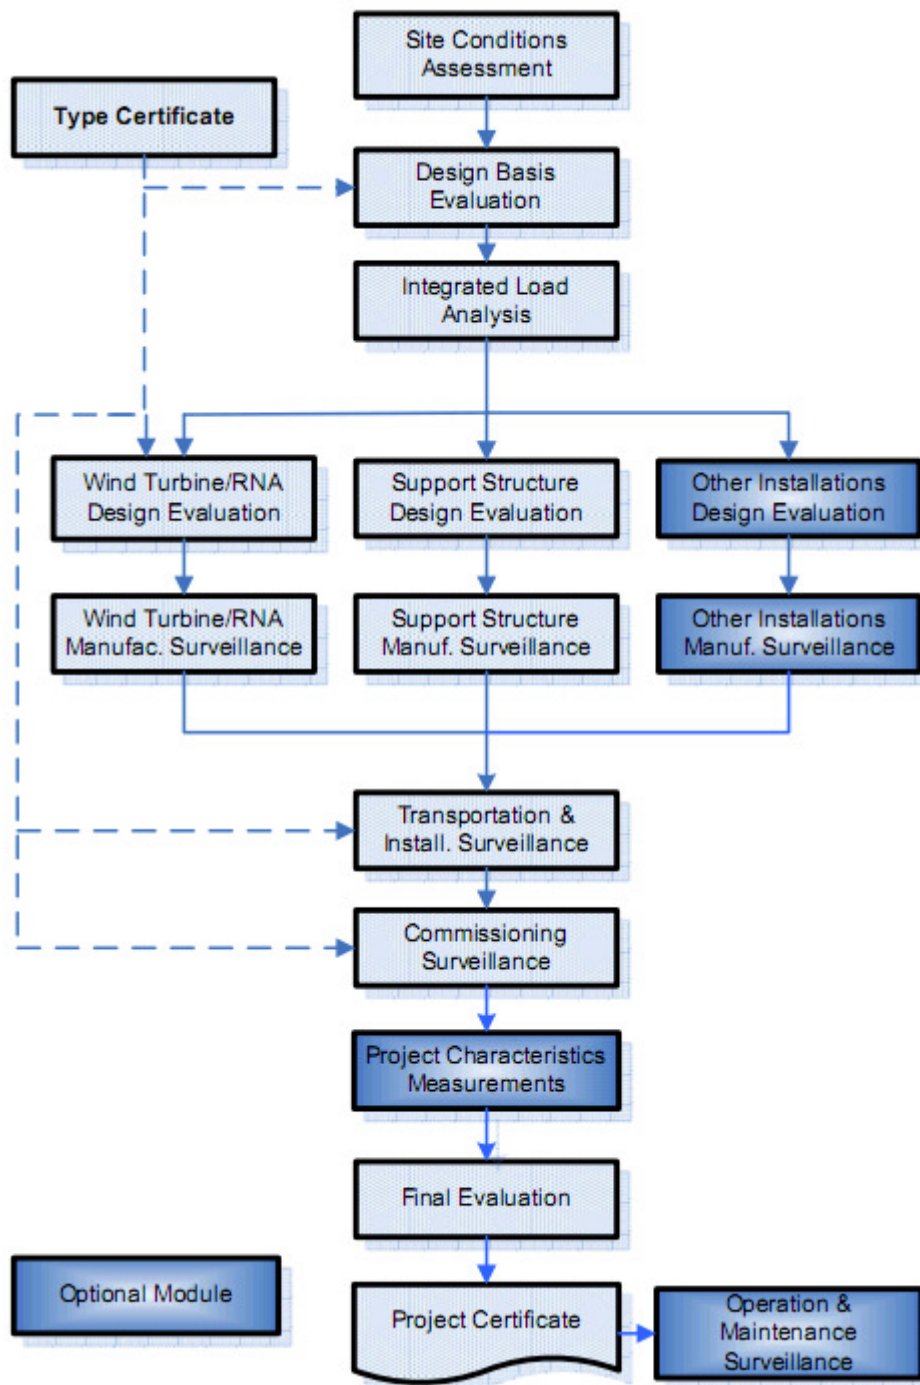 Site Conditions
Assessment
Type Certificate
Design Basis
Evaluation
Integrated Load
Analysis
Wind Turbine/RNA
Design Evaluation
Support Structure
Design Evaluation
Other Installations
Design Evaluation
Wind Turbine/RNA
Manufac. Surveillance
Support Structure
Manuf. Surveillance
Other Installations
Manuf. Surveillance
Transportation &
Install. Surveillance
Commissioning
Surveillance
Project Characteristics
Measurements
Final Evaluation
Optional Module
Project Certificate
Operation &
Maintenance
Surveillance